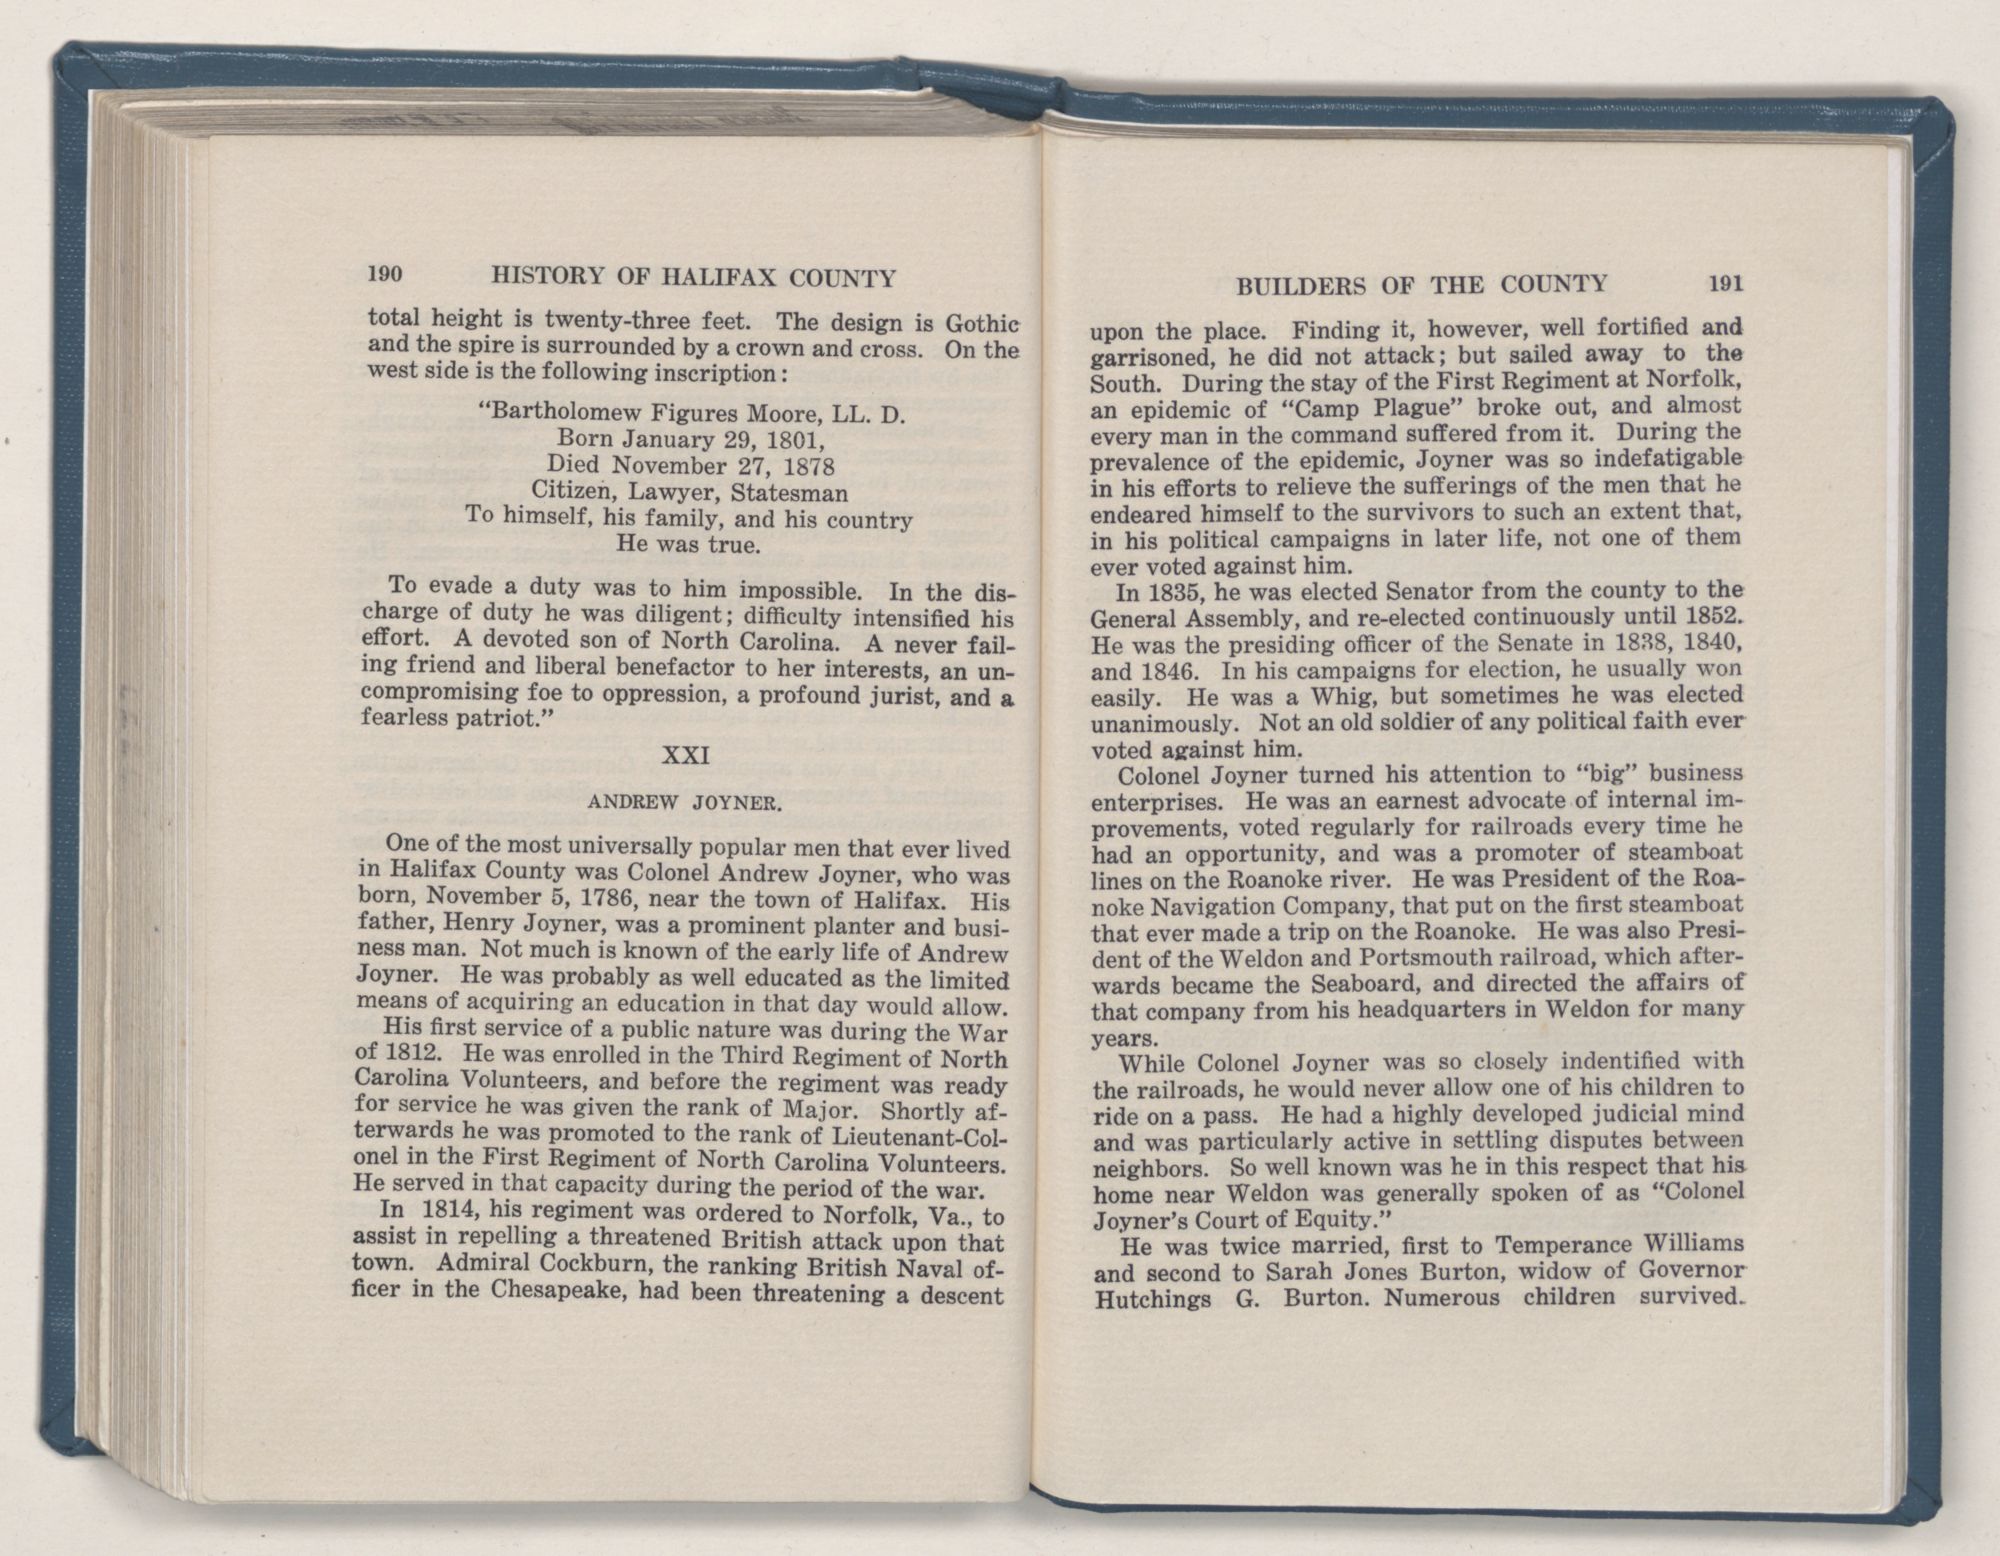 190 HISTORY OF HALIFAX COUNTY
total height is twenty-three feet. The design is Gothic
and the spire is surrounded by a crown and cross. On the
west side is the following inscription:
“Bartholomew Figures Moore, LL. D.
Born January 29, 1801,
Died November 27, 1878
Citizen, Lawyer, Statesman
To himself, his family, and his country
He was true.
To evade a duty was to him impossible. In the dis-
charge of duty he was diligent; difficulty intensified his
effort. A devoted son of North Carolina. A never fail-
ing friend and liberal benefactor to her interests, an un-
compromising foe to oppression, a profound jurist, and a
fearless patriot.”
XXI
ANDREW JOYNER.
One of the most universally popular men that ever lived
in Halifax County was Colonel Andrew Joyner, who was
born, November 5, 1786, near the town of Halifax. His
father, Henry Joyner, was a prominent planter and busi-
ness man. Not much is known of the early life of Andrew
Joyner. He was probably as well educated as the limited
means of acquiring an education in that day would allow.
His first service of a public nature was during the War
of 1812. He was enrolled in the Third Regiment of North
Carolina Volunteers, and before the regiment was ready
for service he was given the rank of Major. Shortly af-
terwards he was promoted to the rank of Lieutenant-Col-
onel in the First Regiment of North Carolina Volunteers.
He served in that capacity during the period of the war.
In 1814, his regiment was ordered to Norfolk, Va., to
assist in repelling a threatened British attack upon that
town. Admiral Cockburn, the ranking British Naval of-
ficer in the Chesapeake, had been threatening a descent
BUILDERS OF THE COUNTY 191
upon the place. Finding it, however, well fortified and
garrisoned, he did not attack; but sailed away to the
South. During the stay of the First Regiment at Norfolk,
an epidemic of “Camp Plague” broke out, and almost
every man in the command suffered from it. During the
prevalence of the epidemic, Joyner was so indefatigable
in his efforts to relieve the sufferings of the men that he
endeared himself to the survivors to such an extent that,
in his political campaigns in later life, not one of them
ever voted against him.
In 1835, he was elected Senator from the county to the
General Assembly, and re-elected continuously until 1852.
He was the presiding officer of the Senate in 1838, 1840,
and 1846. In his campaigns for election, he usually won
easily. He was a Whig, but sometimes he was elected
unanimously. Not an old soldier of any political faith ever
voted against him.
Colonel Joyner turned his attention to “big” business
enterprises. He was an earnest advocate of internal im-
provements, voted regularly for railroads every time he
had an opportunity, and was a promoter of steamboat
lines on the Roanoke river. He was President of the Roa-
noke Navigation Company, that put on the first steamboat
that ever made a trip on the Roanoke. He was also Presi-
dent of the Weldon and Portsmouth railroad, which after-
wards became the Seaboard, and directed the affairs of
that company from his headquarters in Weldon for many
years.
While Colonel Joyner was so closely indentified with
the railroads, he would never allow one of his children to
ride on a pass. He had a highly developed judicial mind
and was particularly active in settling disputes between
neighbors. So well known was he in this respect that his
home near Weldon was generally spoken of as “Colonel
Joyner’s Court of Equity.”
He was twice married, first to Temperance Williams
and second to Sarah Jones Burton, widow of Governor
Hutchings G. Burton. Numerous children survived.